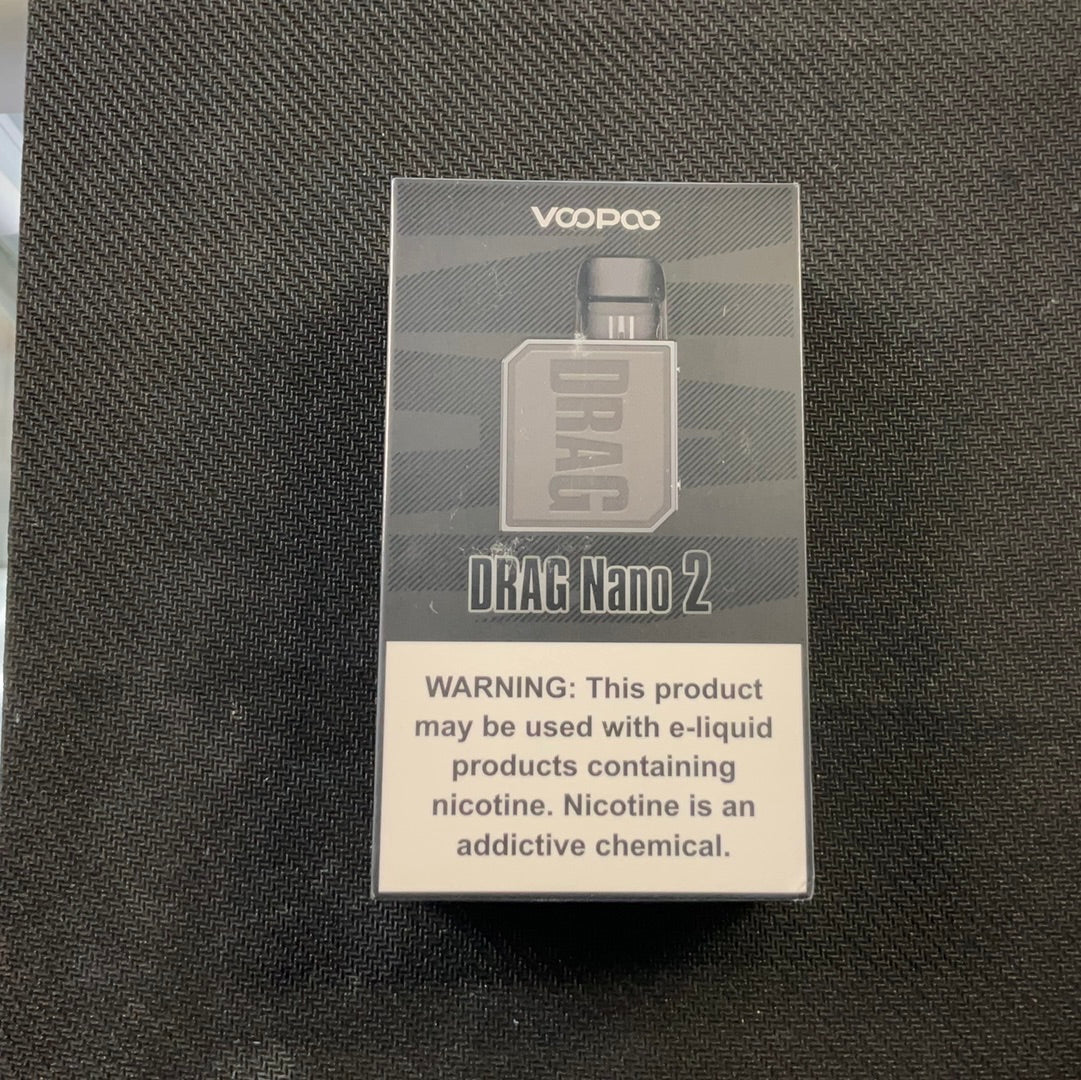 VOOPOO
DRAG
DRAG Nano 2
WARNING: This product
may be used with e-liquid
products containing
nicotine. Nicotine is an
addictive chemical.